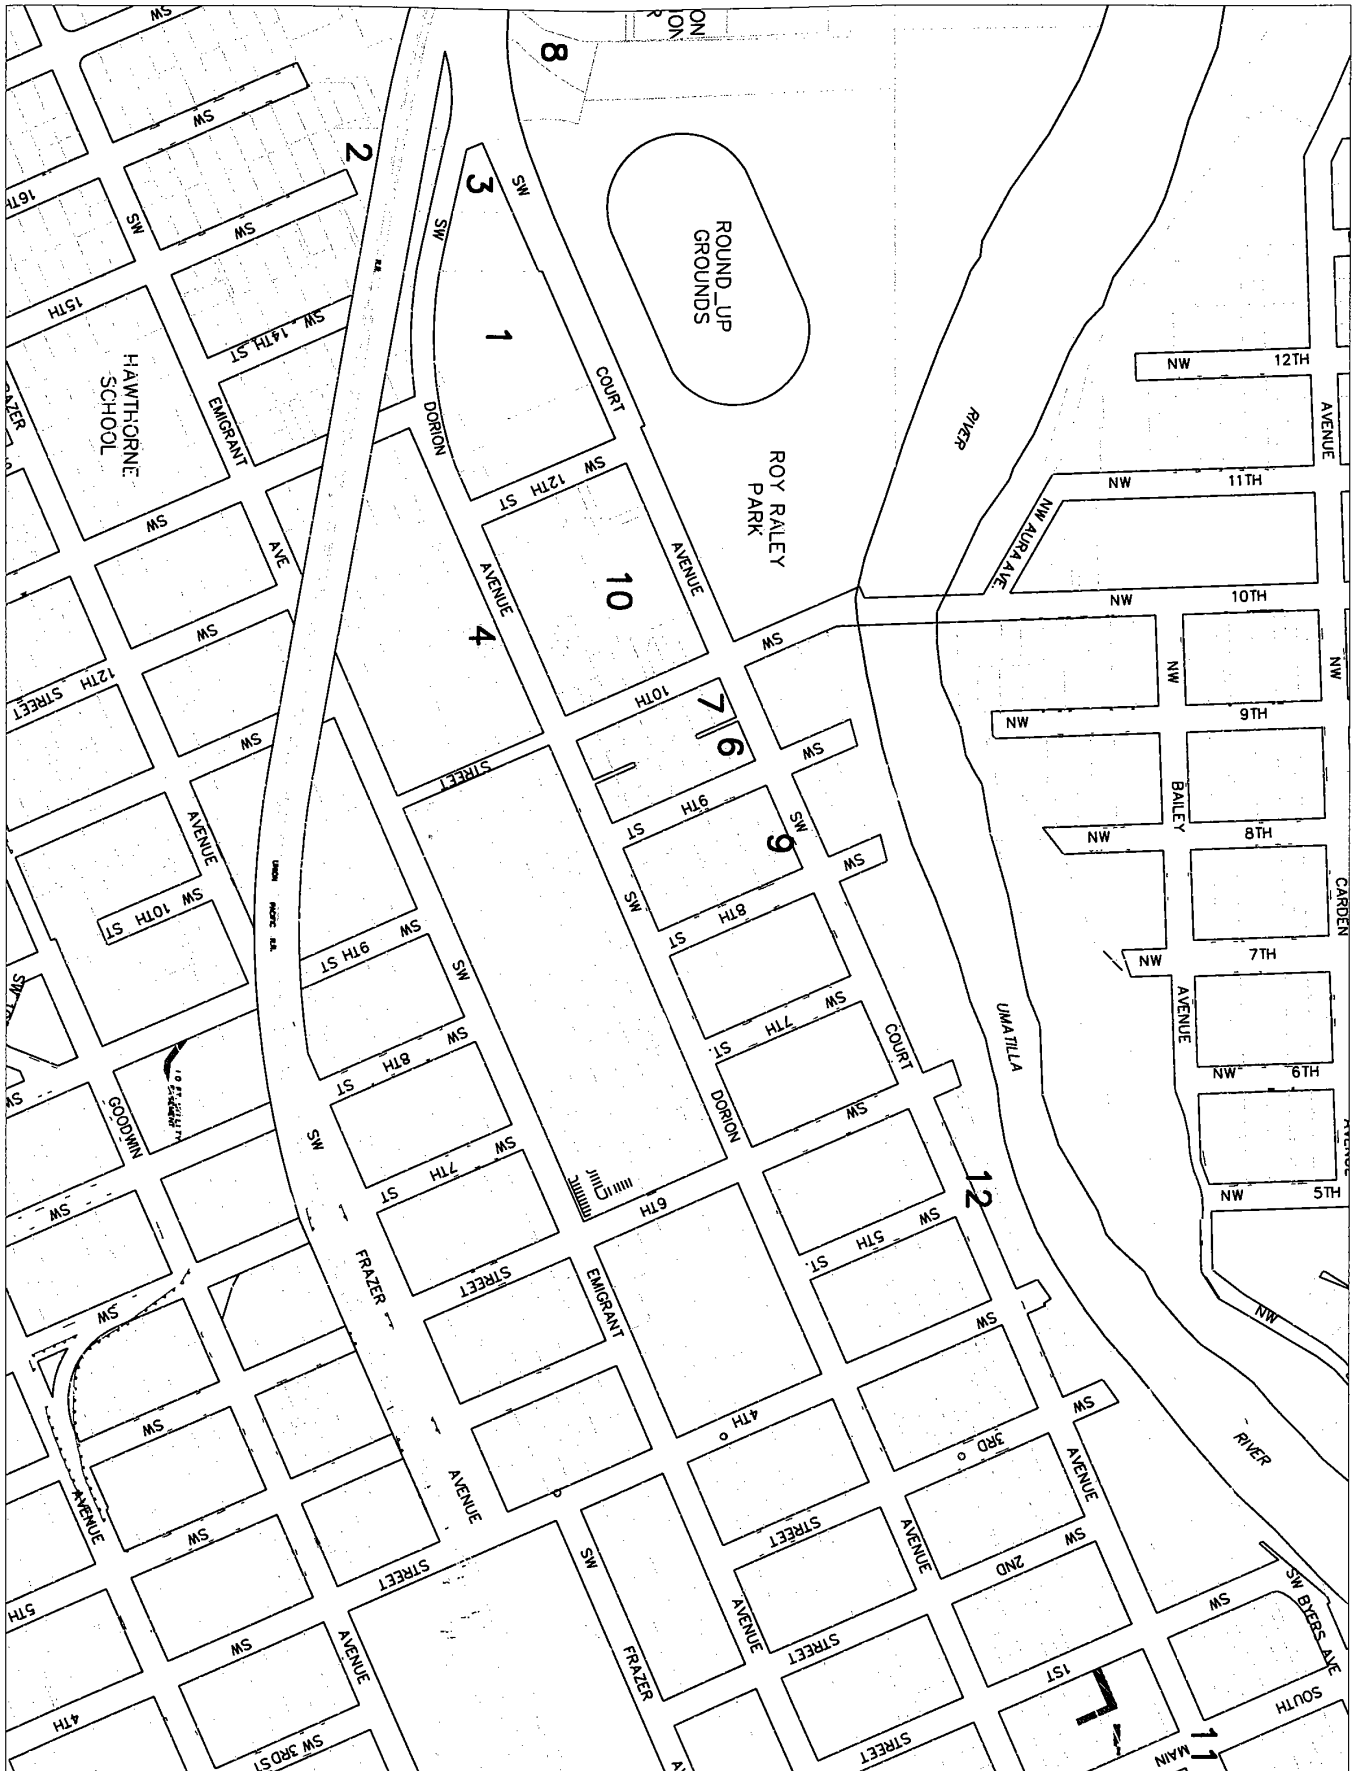 8
2
3
SW
SW
SW
SW
SW
16TH
15TH
R.R.
ROUND_UP
GROUNDS
1
SW 14TH ST
HAWTHORNE
SCHOOL
EMIGRANT
DORION
COURT
SW
12TH
ST
NW
12TH
AVENUE
RIVER
ROY RALEY
PARK
NW
11TH
NW AURA AVE
SW
AVE
AVENUE
AVENUE
10
4
NW
10TH
SW
SW
12TH
STREET
10TH
7
6
NW
NW
NW
9TH
SW
SW
STREET
9TH
ST
SW
9
SW
BAILEY
NW
8TH
AVENUE
UNION PACIFIC R.R.
SW 10TH ST
SW
9TH ST
SW
SW
8TH
ST
CARDEN
NW
7TH
AVENUE
SW
7TH
ST.
COURT
UMATILLA
RIVER
NW
6TH
SW
8TH
ST
GOODWIN
SW
DORION
SW
6TH
12
NW
5TH
AVENUE
SW
7TH
ST
SW
5TH
ST.
SW
FRAZER
STREET
EMIGRANT
SW
NW
SW
SW
4TH
3RD
SW
AVENUE
AVENUE
AVENUE
SW
STREET
STREET
SW
AVENUE
2ND
SW
SW BYERS AVE
SW
5TH
SW
AVENUE
FRAZER
AVENUE
STREET
1ST
SOUTH
4TH
SW 3RD ST
STREET
MAIN
11